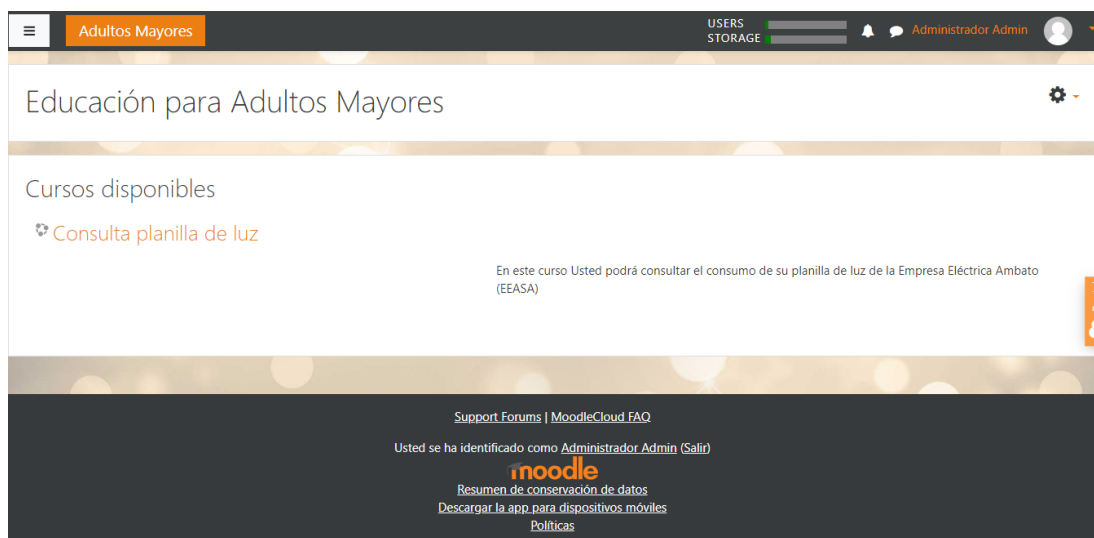 Adultos Mayores
USERS
STORAGE
Administrador Admin
Educación para Adultos Mayores
Cursos disponibles
Consulta planilla de luz
En este curso Usted podrá consultar el consumo de su planilla de luz de la Empresa Eléctrica Ambato
(EEASA)
Support Forums | MoodleCloud FAQ
Usted se ha identificado como Administrador Admin (Salir)
moodle
Resumen de conservación de datos
Descargar la app para dispositivos móviles
Políticas